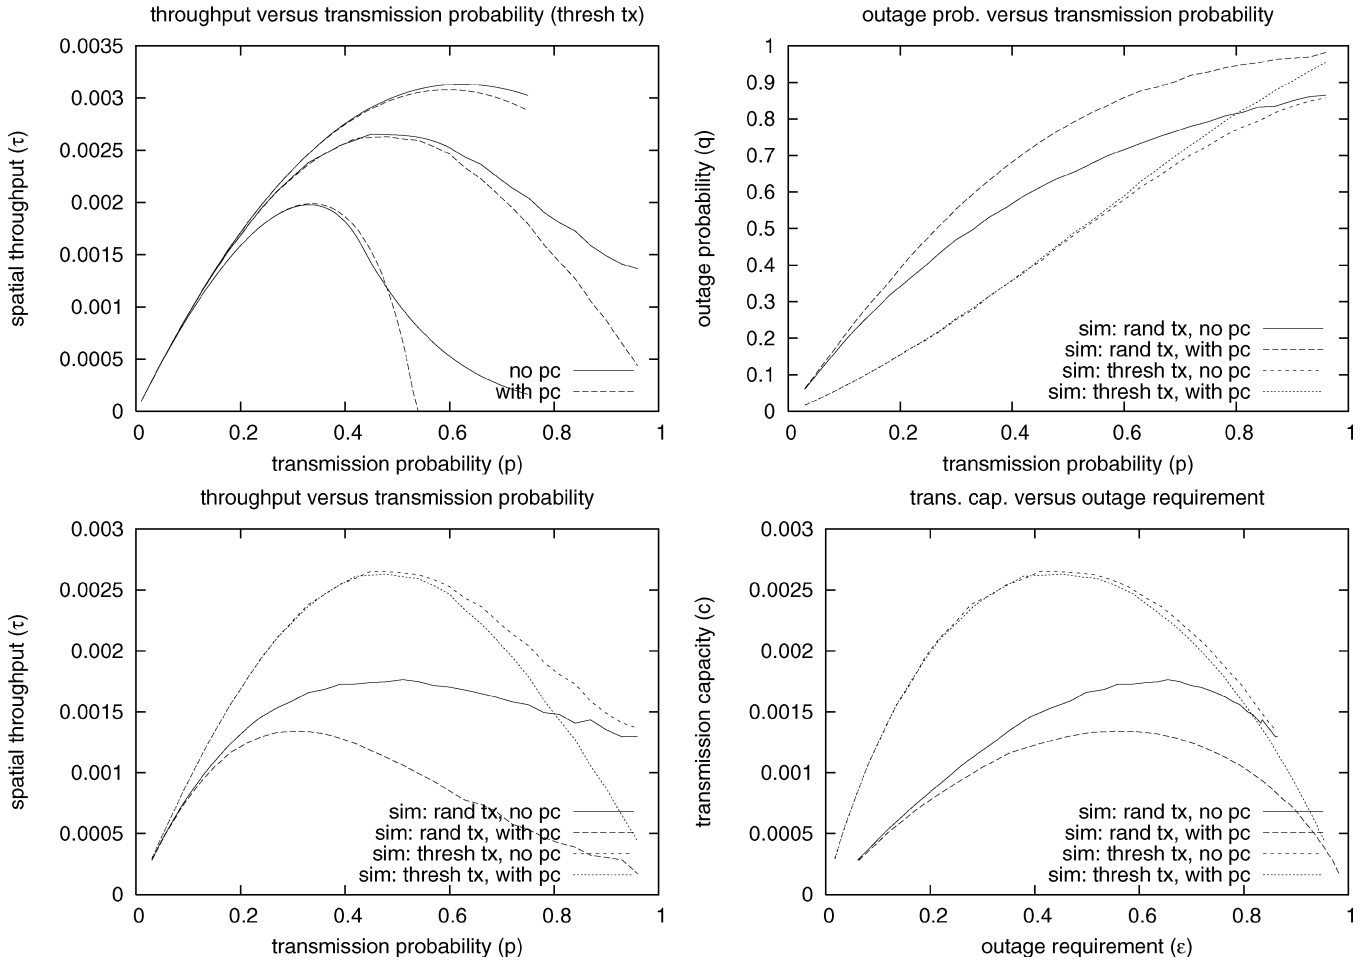 throughput versus transmission probability (thresh tx)
0.0035
0.003
0.0025
0.002
0.0015
0.001
0.0005
0
spatial throughput (τ)
no pc
with pc
0 0.2 0.4 0.6 0.8 1
transmission probability (p)
outage prob. versus transmission probability
1
0.9
0.8
0.7
0.6
0.5
0.4
0.3
0.2
0.1
0
outage probability (q)
sim: rand tx, no pc
sim: rand tx, with pc
sim: thresh tx, no pc
sim: thresh tx, with pc
0 0.2 0.4 0.6 0.8 1
transmission probability (p)
throughput versus transmission probability
0.003
0.0025
0.002
0.0015
0.001
0.0005
0
spatial throughput (τ)
sim: rand tx, no pc
sim: rand tx, with pc
sim: thresh tx, no pc
sim: thresh tx, with pc
0 0.2 0.4 0.6 0.8 1
transmission probability (p)
trans. cap. versus outage requirement
0.003
0.0025
0.002
0.0015
0.001
0.0005
0
transmission capacity (c)
sim: rand tx, no pc
sim: rand tx, with pc
sim: thresh tx, no pc
sim: thresh tx, with pc
0 0.2 0.4 0.6 0.8 1
outage requirement (ε)